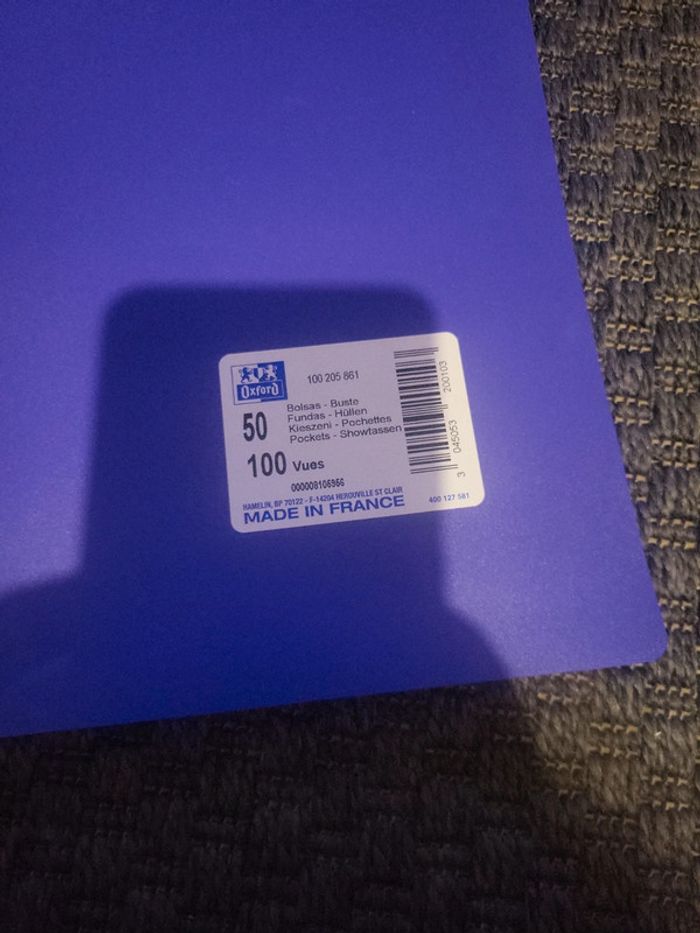 Oxford
100 205 861
50
Bolsas - Buste
Fundas - Hüllen
Kieszeni - Pochettes
Pockets - Showtassen
100 Vues
000008105956
HAMELIN, BP 70122 - F-14204 HEROUVILLE ST CLAIR
MADE IN FRANCE
400 127 581
3 045053 200103